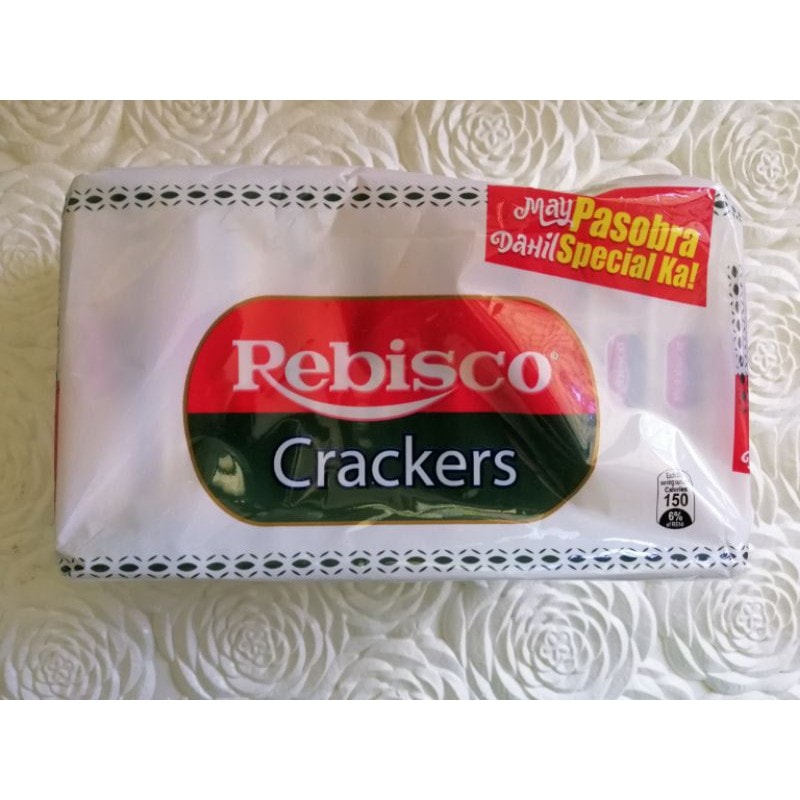 May Pasobra
Dahil Special Ka!
Rebisco
Crackers
Calories
150
6%